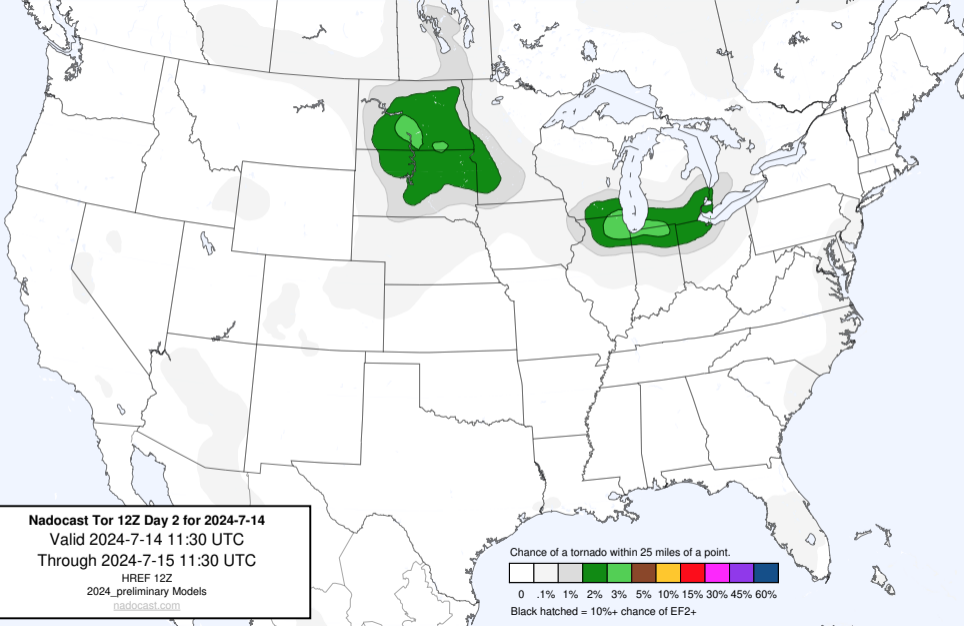 Nadocast Tor 12Z Day 2 for 2024-7-14
Valid 2024-7-14 11:30 UTC
Through 2024-7-15 11:30 UTC
HREF 12Z
2024_preliminary Models
nadocast.com
Chance of a tornado within 25 miles of a point.
0 .1% 1% 2% 3% 5% 10% 15% 30% 45% 60%
Black hatched = 10%+ chance of EF2+